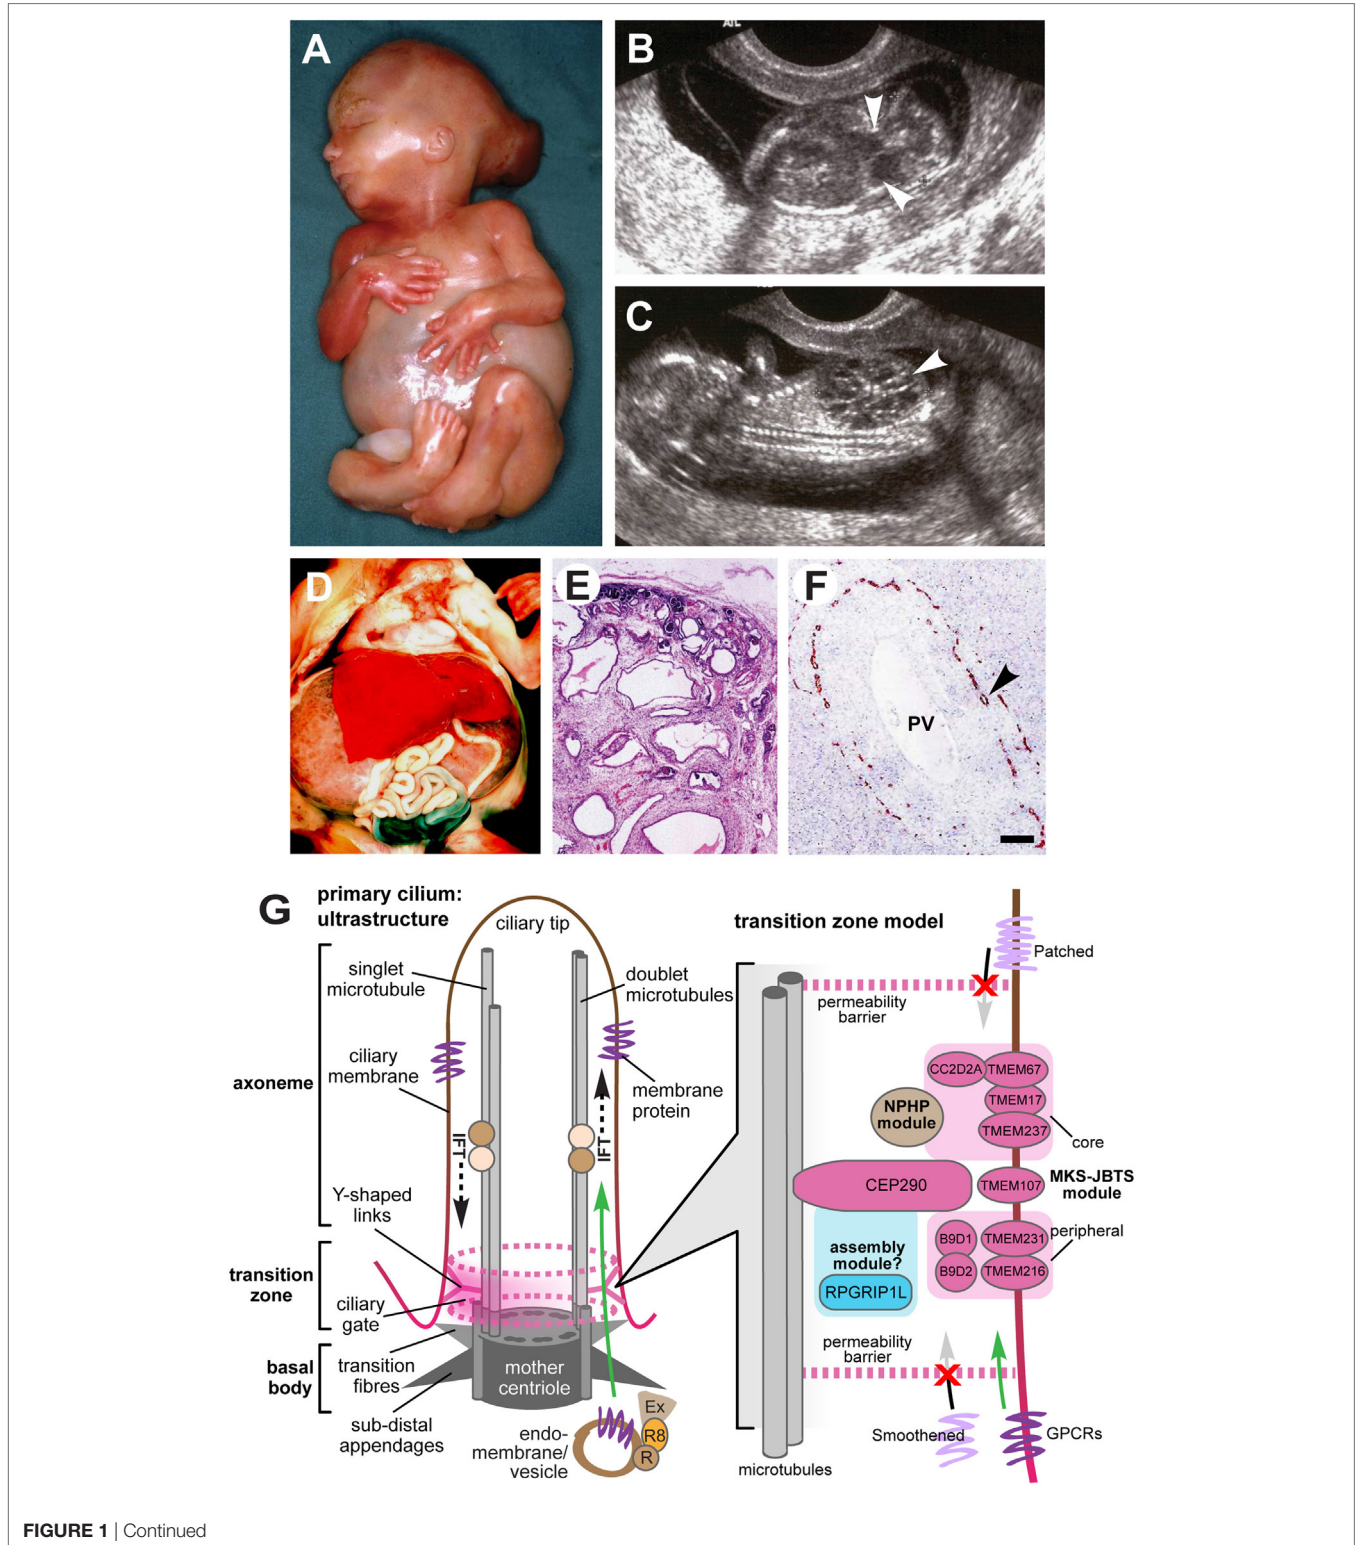 A
B
C
D
E
F
PV
G
primary cilium:
ultrastructure
ciliary tip
singlet
microtubule
doublet
microtubules
ciliary
membrane
membrane
protein
axoneme
IFT
IFT
Y-shaped
links
transition
zone
ciliary
gate
basal
body
transition
fibres
mother
centriole
sub-distal
appendages
endo-
membrane/
vesicle
Ex
R8
R
transition zone model
Patched
permeability
barrier
CC2D2A
TMEM67
TMEM17
TMEM237
NPHP
module
core
CEP290
TMEM107
MKS-JBTS
module
assembly
module?
RPGRIP1L
B9D1
TMEM231
B9D2
TMEM216
peripheral
permeability
barrier
Smoothened
GPCRs
microtubules
FIGURE 1 | Continued